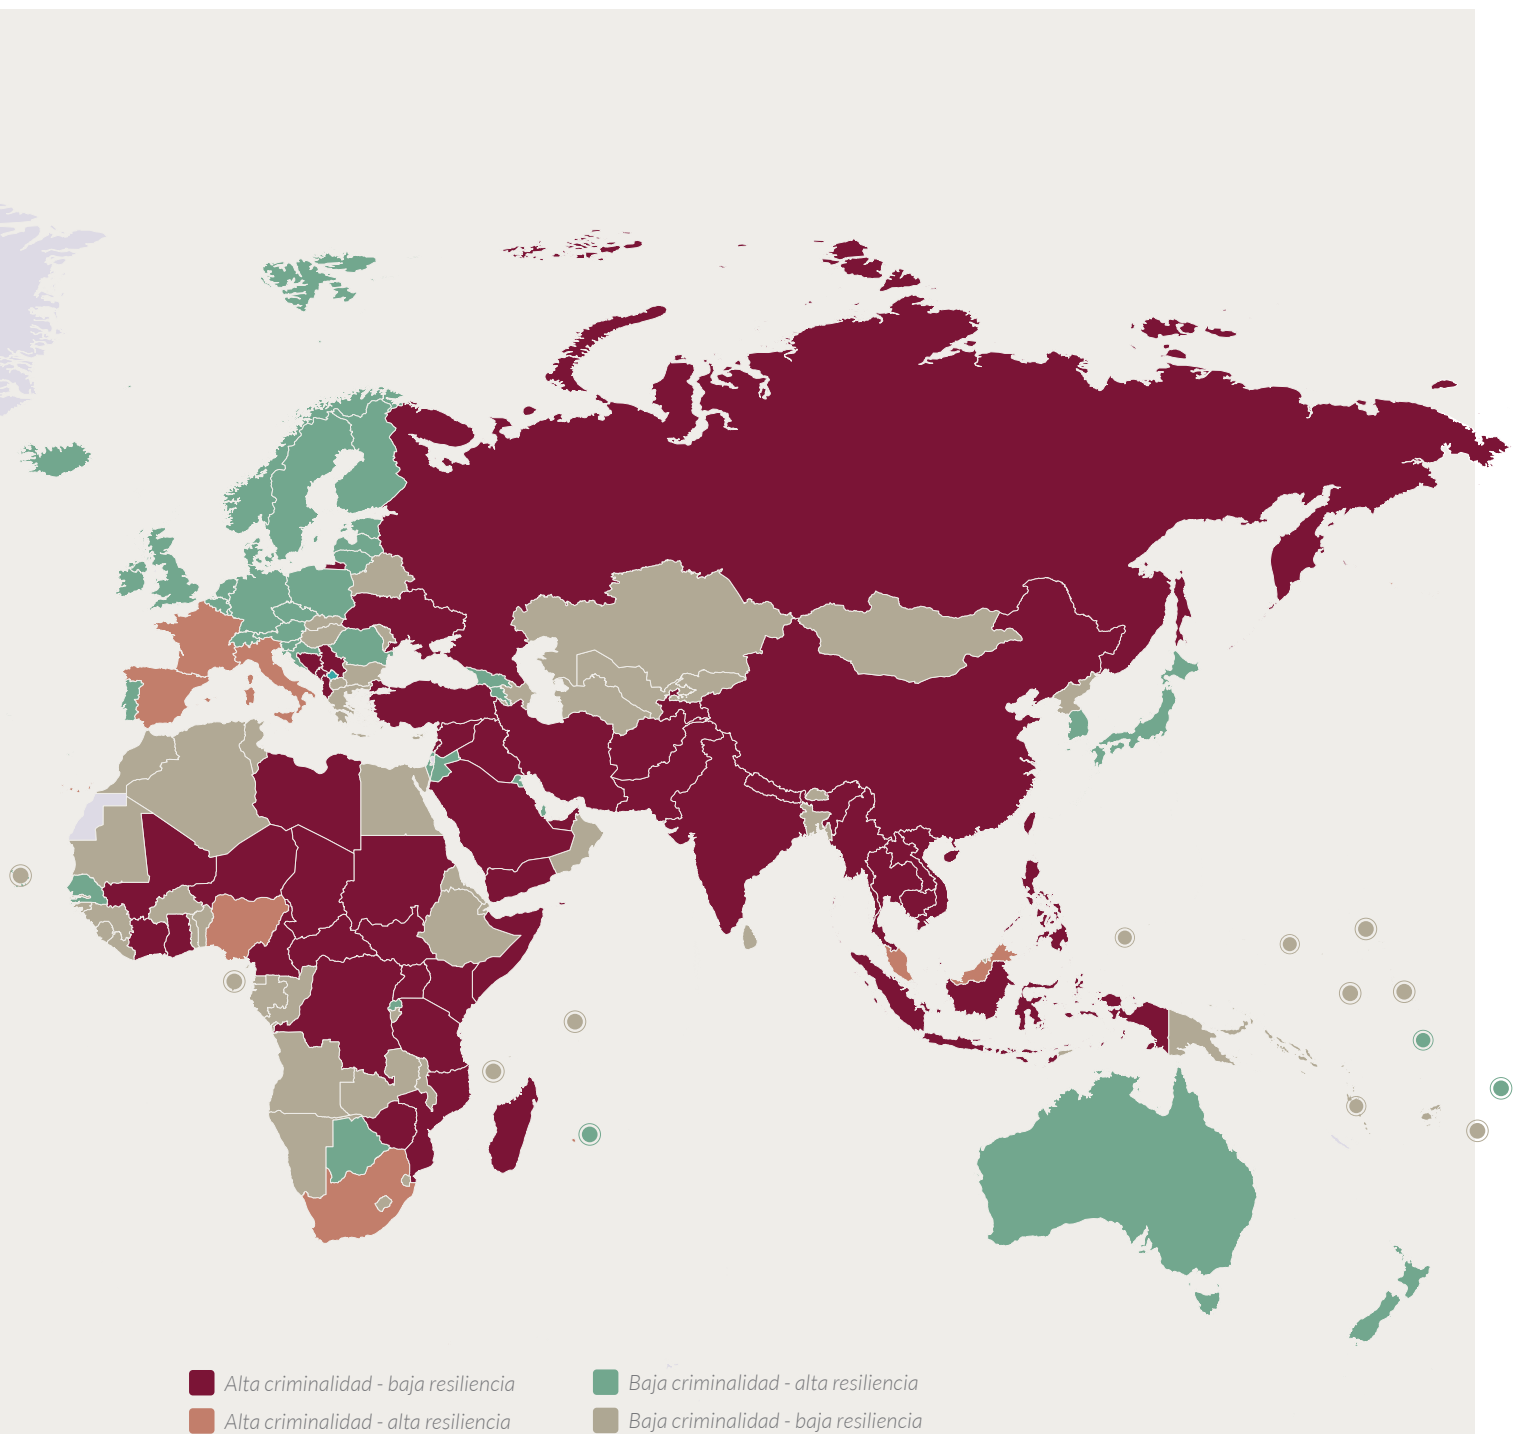 Alta criminalidad - baja resiliencia
Baja criminalidad - alta resiliencia
Alta criminalidad - alta resiliencia
Baja criminalidad - baja resiliencia